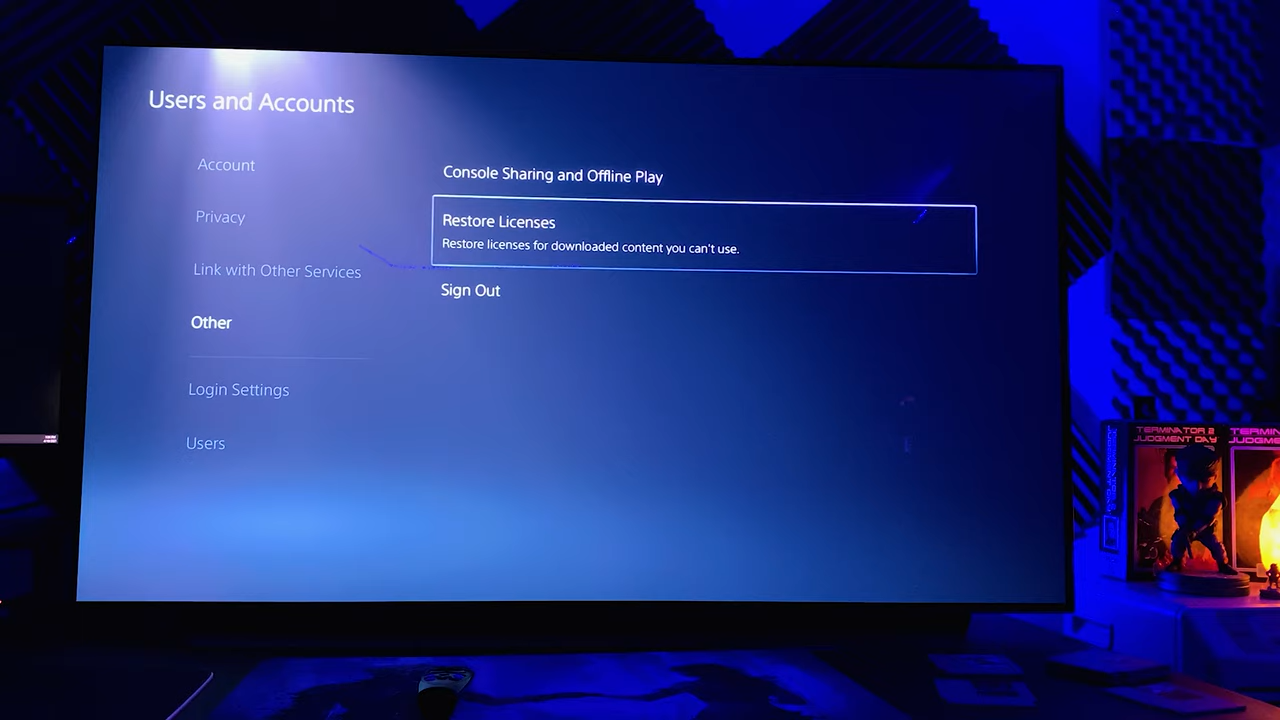 Users and Accounts
Account
Privacy
Link with Other Services
Other
Login Settings
Users
Console Sharing and Offline Play
Restore Licenses
Restore licenses for downloaded content you can't use.
Sign Out
TERMINATOR 2
JUDGMENT DAY